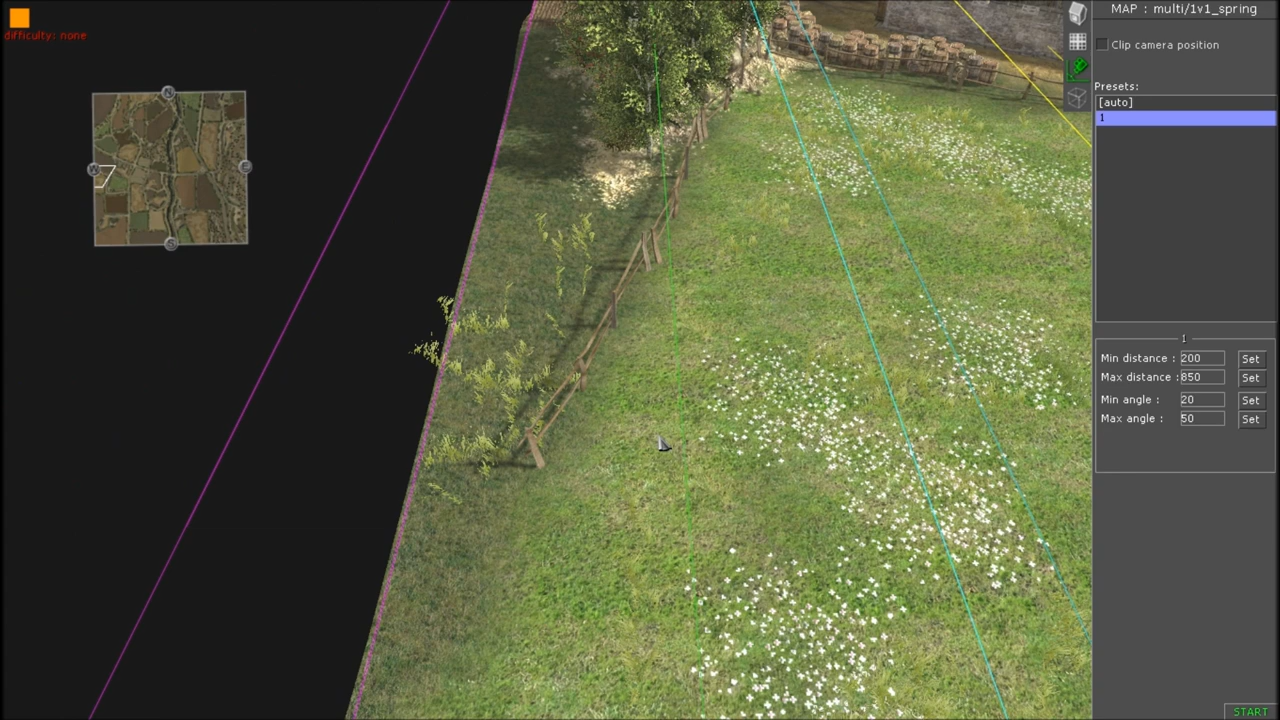 difficulty: none
N
W
E
S
MAP : multi/1v1_spring
Clip camera position
Presets:
[auto]
1
1
Min distance : 200 Set
Max distance : 850 Set
Min angle : 20 Set
Max angle : 50 Set
START